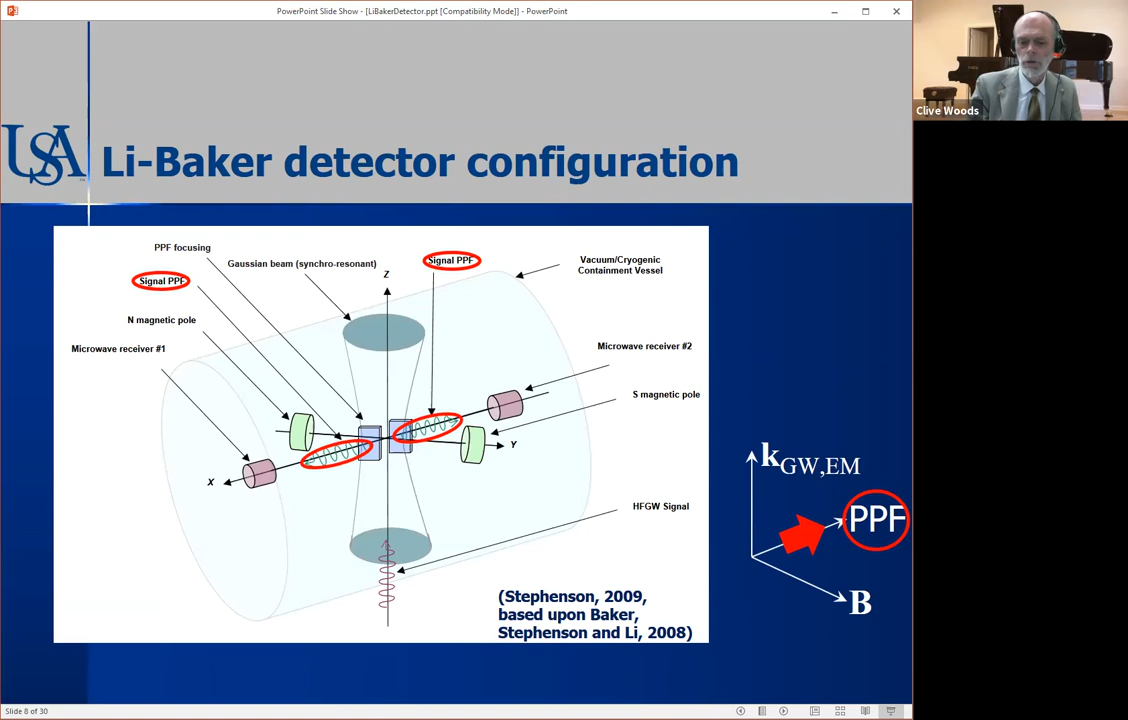 PowerPoint Slide Show - [LiBakerDetector.ppt [Compatibility Mode]] - PowerPoint
Clive Woods
USA
Li-Baker detector configuration
PPF focusing
Signal PPF
Gaussian beam (synchro-resonant)
Signal PPF
Z
Vacuum/Cryogenic
Containment Vessel
N magnetic pole
Microwave receiver #1
Microwave receiver #2
S magnetic pole
Y
X
HFGW Signal
(Stephenson, 2009,
based upon Baker,
Stephenson and Li, 2008)
kGW,EM
PPF
B
Slide 8 of 30